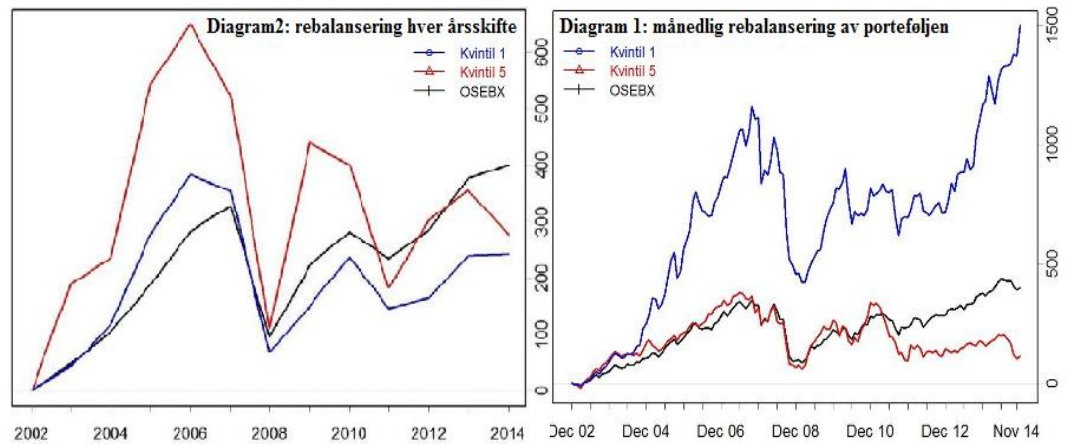 Diagram2: rebalansering hver årsskifte
Kvintil 1
Kvintil 5
OSEBX
600
500
400
300
200
100
0
2002 2004 2006 2008 2010 2012 2014
Diagram 1: månedlig rebalansering av porteføljen
Kvintil 1
Kvintil 5
OSEBX
1500
1000
500
0
Dec 02 Dec 04 Dec 06 Dec 08 Dec 10 Dec 12 Nov 14